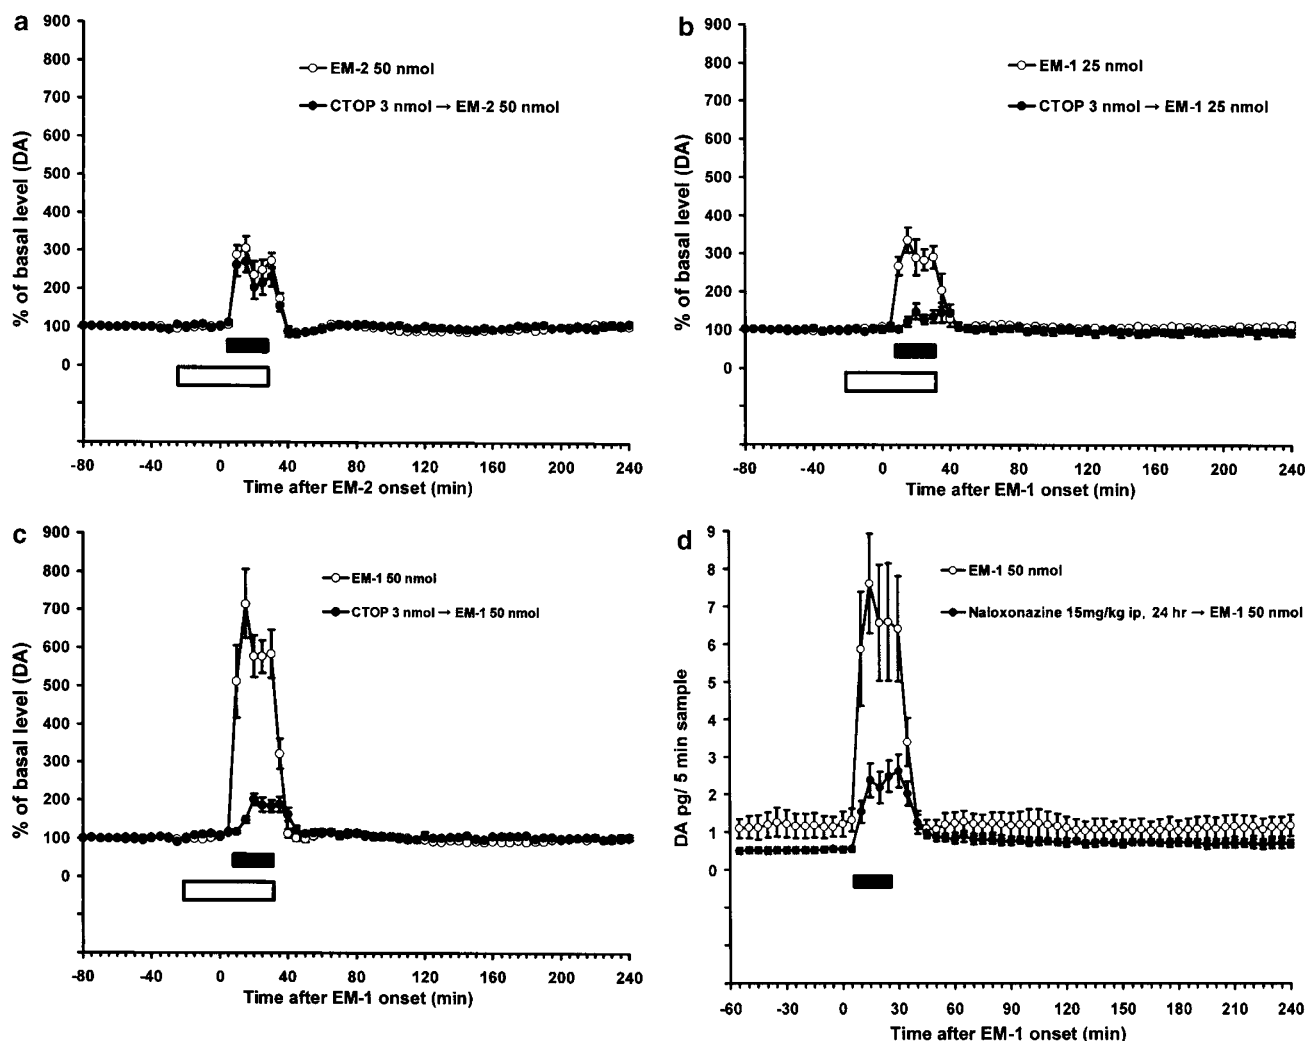 a
900
800
700
600
500
400
300
200
100
0
% of basal level (DA)
EM-2 50 nmol
CTOP 3 nmol → EM-2 50 nmol
-80 -40 0 40 80 120 160 200 240
Time after EM-2 onset (min)
b
900
800
700
600
500
400
300
200
100
0
% of basal level (DA)
EM-1 25 nmol
CTOP 3 nmol → EM-1 25 nmol
-80 -40 0 40 80 120 160 200 240
Time after EM-1 onset (min)
c
900
800
700
600
500
400
300
200
100
0
% of basal level (DA)
EM-1 50 nmol
CTOP 3 nmol → EM-1 50 nmol
-80 -40 0 40 80 120 160 200 240
Time after EM-1 onset (min)
d
9
8
7
6
5
4
3
2
1
0
DA pg/ 5 min sample
EM-1 50 nmol
Naloxonazine 15mg/kg ip, 24 hr → EM-1 50 nmol
-60 -30 0 30 60 90 120 150 180 210 240
Time after EM-1 onset (min)